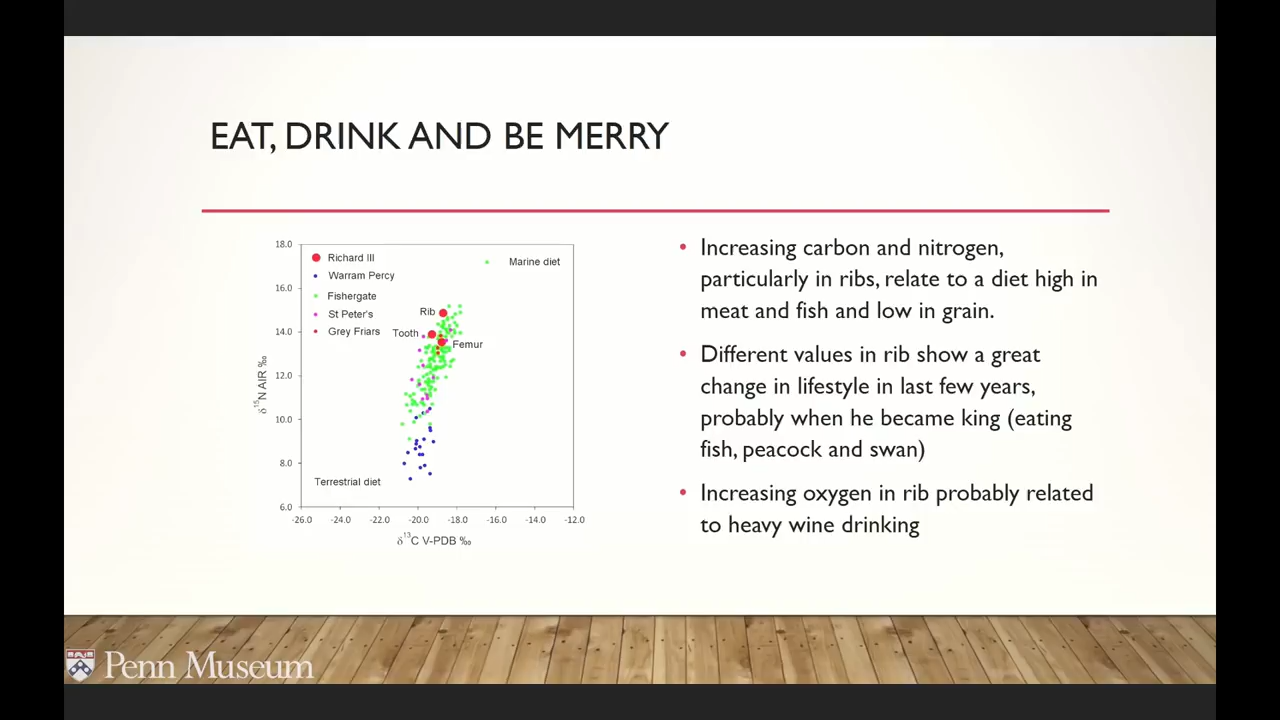 EAT, DRINK AND BE MERRY
18.0
16.0
14.0
12.0
10.0
8.0
6.0
δ15N AIR ‰
Richard III
Warram Percy
Fishergate
St Peter's
Grey Friars
Marine diet
Rib
Tooth
Femur
Terrestrial diet
-26.0 -24.0 -22.0 -20.0 -18.0 -16.0 -14.0 -12.0
δ13C V-PDB ‰
• Increasing carbon and nitrogen,
particularly in ribs, relate to a diet high in
meat and fish and low in grain.
• Different values in rib show a great
change in lifestyle in last few years,
probably when he became king (eating
fish, peacock and swan)
• Increasing oxygen in rib probably related
to heavy wine drinking
Penn Museum